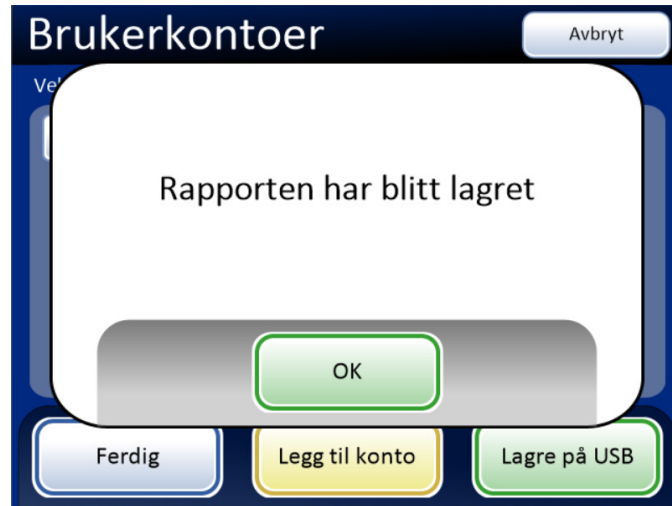 Brukerkontoer
Avbryt
Rapporten har blitt lagret
OK
Ferdig
Legg til konto
Lagre på USB